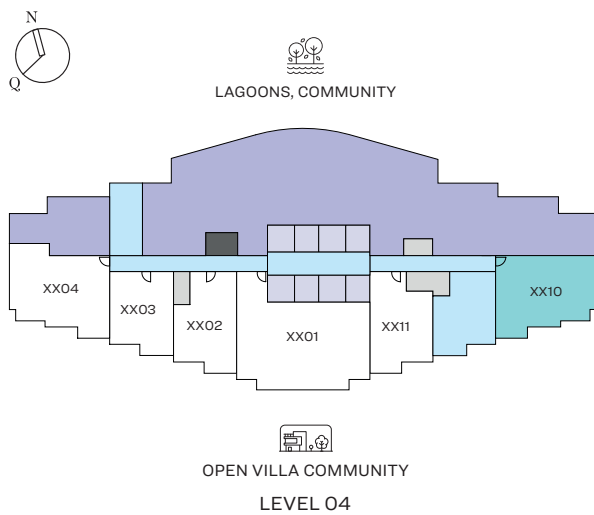 N
Q
LAGOONS, COMMUNITY
XX04
XX03
XX02
XX01
XX11
XX10
OPEN VILLA COMMUNITY
LEVEL 04